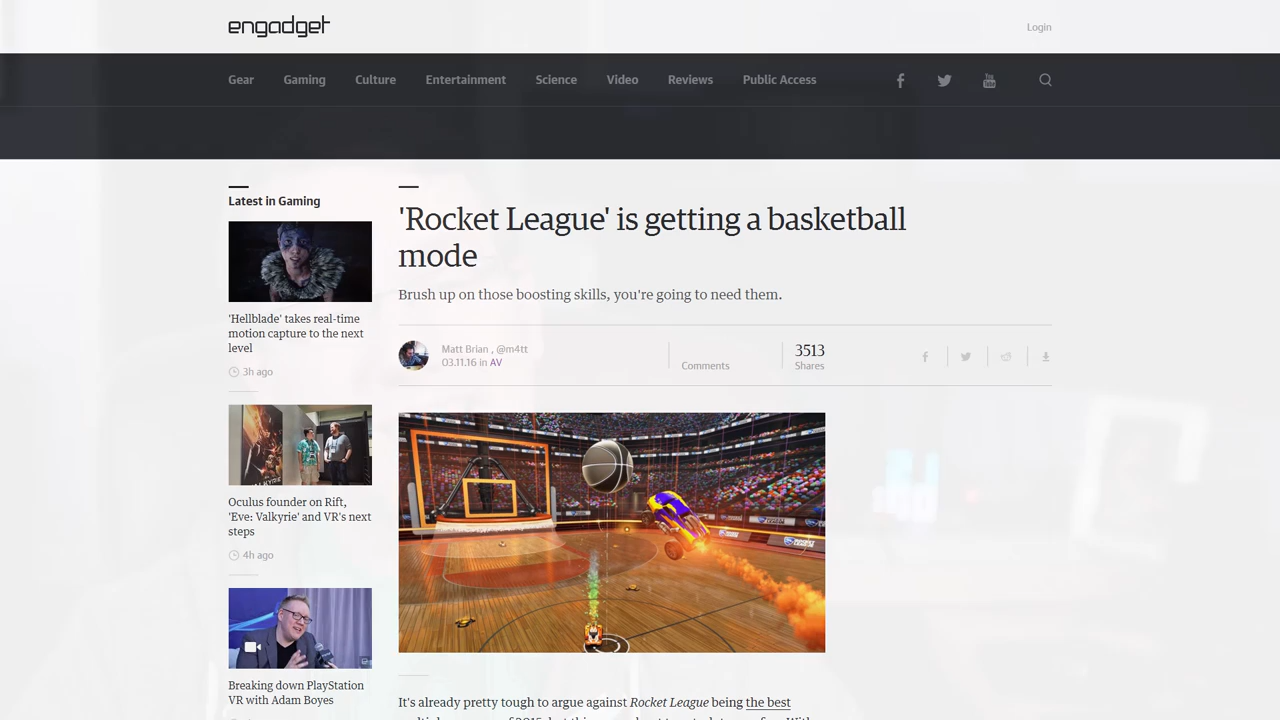 engadget
Login
Gear Gaming Culture Entertainment Science Video Reviews Public Access
Latest in Gaming
'Hellblade' takes real-time
motion capture to the next
level
3h ago
Oculus founder on Rift,
'Eve: Valkyrie' and VR's next
steps
4h ago
Breaking down PlayStation
VR with Adam Boyes
'Rocket League' is getting a basketball
mode
Brush up on those boosting skills, you're going to need them.
Matt Brian , @m4tt
03.11.16 in AV
Comments
3513
Shares
It's already pretty tough to argue against Rocket League being the best